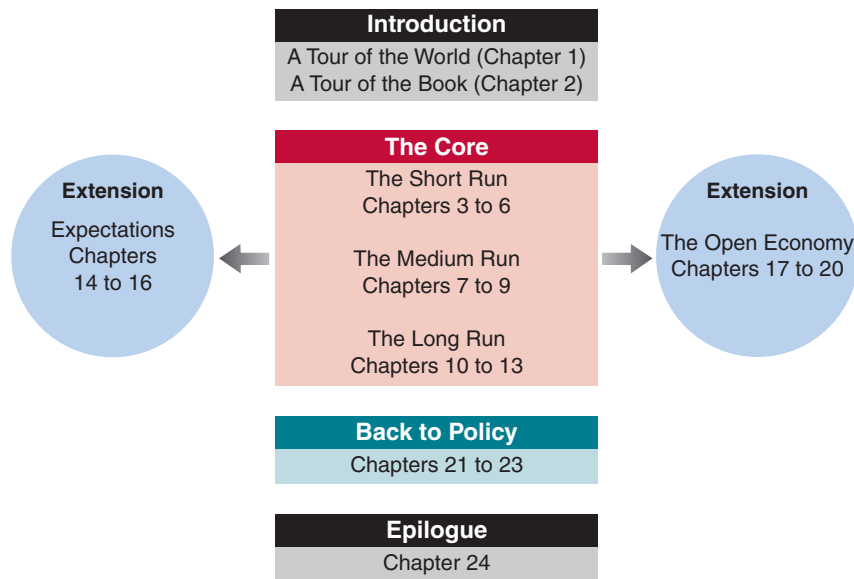 Introduction
A Tour of the World (Chapter 1)
A Tour of the Book (Chapter 2)
The Core
The Short Run
Chapters 3 to 6
The Medium Run
Chapters 7 to 9
The Long Run
Chapters 10 to 13
Extension
Expectations
Chapters
14 to 16
Extension
The Open Economy
Chapters 17 to 20
Back to Policy
Chapters 21 to 23
Epilogue
Chapter 24